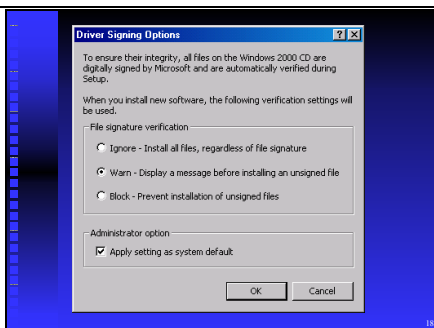 Driver Signing Options
To ensure their integrity, all files on the Windows 2000 CD are
digitally signed by Microsoft and are automatically verified during
Setup.
When you install new software, the following verification settings will
be used.
File signature verification
Ignore - Install all files, regardless of file signature
Warn - Display a message before installing an unsigned file
Block - Prevent installation of unsigned files
Administrator option
Apply setting as system default
OK Cancel
18